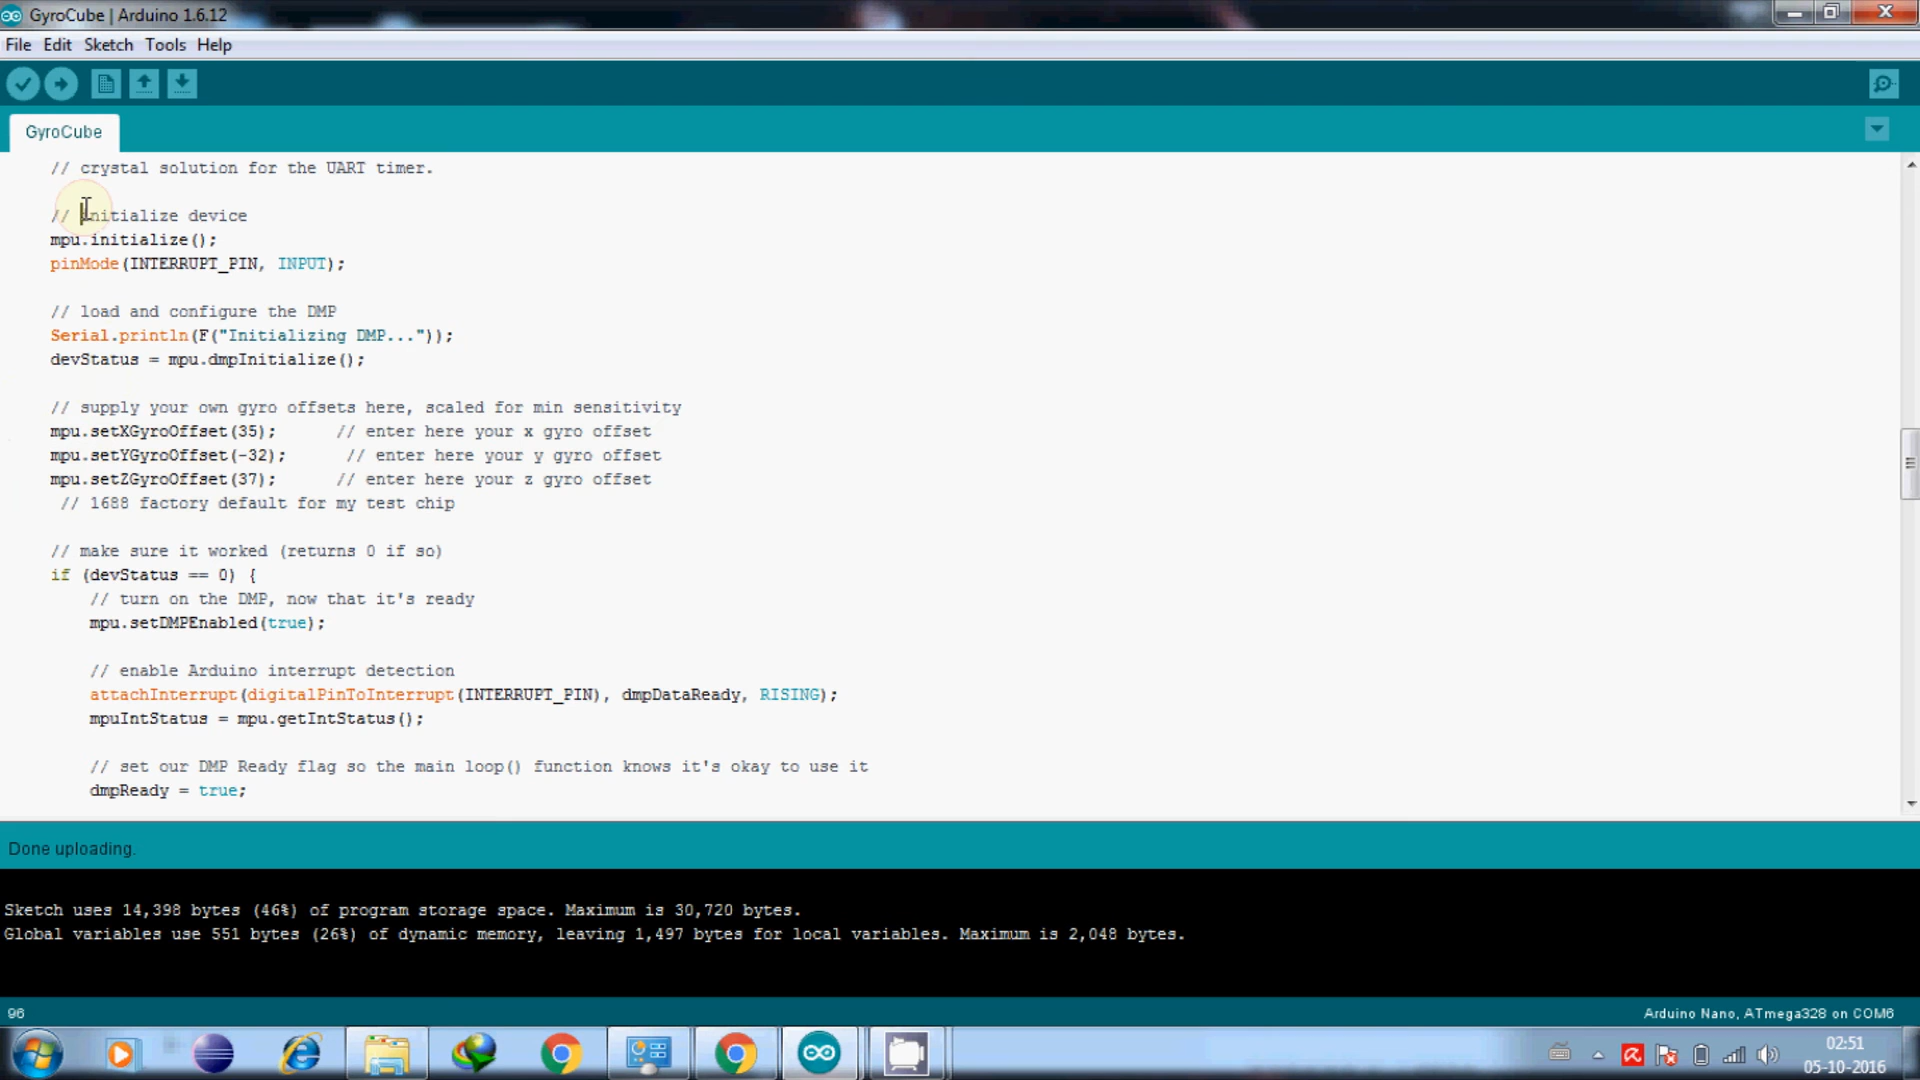 GyroCube | Arduino 1.6.12
File Edit Sketch Tools Help
GyroCube
// crystal solution for the UART timer.
// initialize device
mpu.initialize();
pinMode(INTERRUPT_PIN, INPUT);
// load and configure the DMP
Serial.println(F("Initializing DMP..."));
devStatus = mpu.dmpInitialize();
// supply your own gyro offsets here, scaled for min sensitivity
mpu.setXGyroOffset(35); // enter here your x gyro offset
mpu.setYGyroOffset(-32); // enter here your y gyro offset
mpu.setZGyroOffset(37); // enter here your z gyro offset
// 1688 factory default for my test chip
// make sure it worked (returns 0 if so)
if (devStatus == 0) {
// turn on the DMP, now that it's ready
mpu.setDMPEnabled(true);
// enable Arduino interrupt detection
attachInterrupt(digitalPinToInterrupt(INTERRUPT_PIN), dmpDataReady, RISING);
mpuIntStatus = mpu.getIntStatus();
// set our DMP Ready flag so the main loop() function knows it's okay to use it
dmpReady = true;
Done uploading.
Sketch uses 14,398 bytes (46%) of program storage space. Maximum is 30,720 bytes.
Global variables use 551 bytes (26%) of dynamic memory, leaving 1,497 bytes for local variables. Maximum is 2,048 bytes.
96
Arduino Nano, ATmega328 on COM6
02:51
05-10-2016